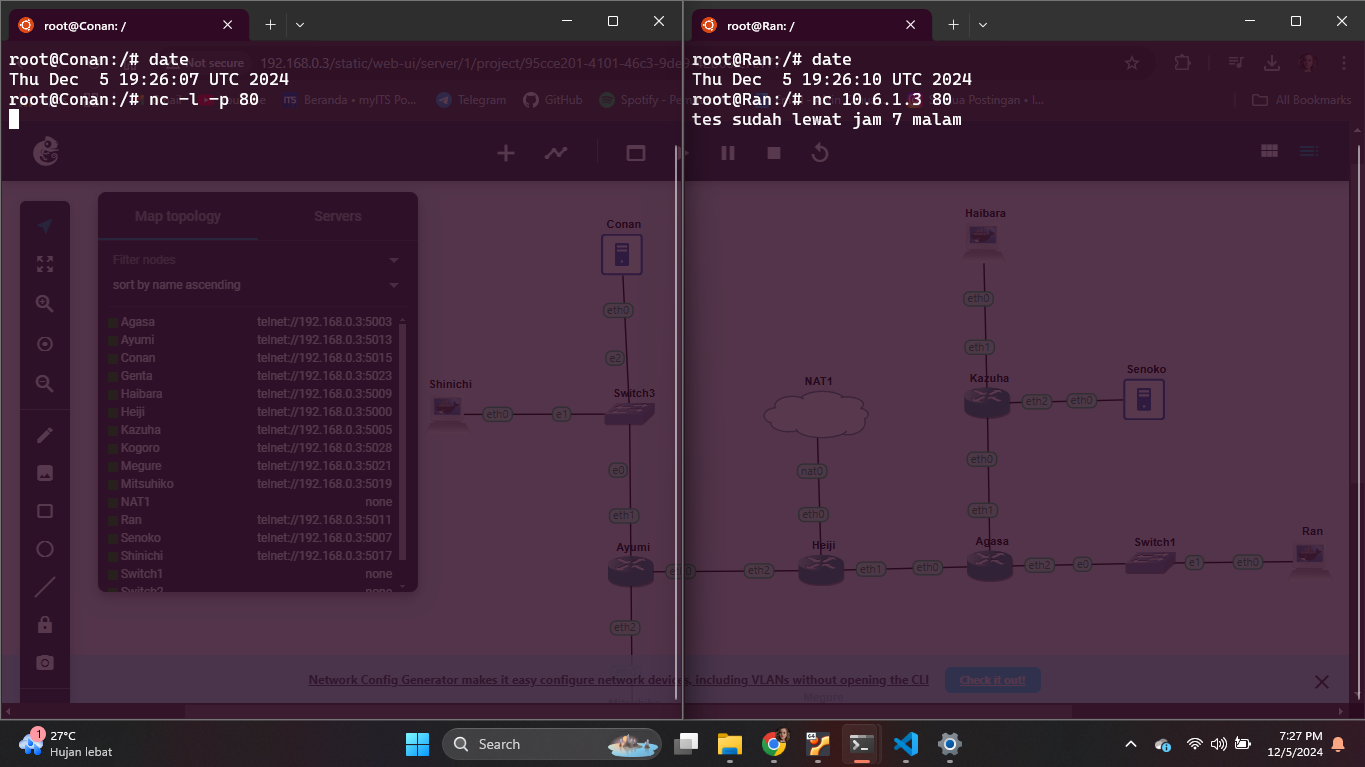 root@Conan: /
root@Ran: /
root@Conan:/# date
Thu Dec  5 19:26:07 UTC 2024
root@Conan:/# nc -l -p 80
root@Ran:/# date
Thu Dec  5 19:26:10 UTC 2024
root@Ran:/# nc 10.6.1.3 80
tes sudah lewat jam 7 malam
Not secure
192.168.0.3/static/web-ui/server/1/project/95cce201-4101-46c3-9de
Beranda • myITS Po...
Telegram
GitHub
All Bookmarks
Map topology
Servers
Filter nodes
sort by name ascending
Agasa telnet://192.168.0.3:5003
Ayumi telnet://192.168.0.3:5013
Conan telnet://192.168.0.3:5015
Genta telnet://192.168.0.3:5023
Haibara telnet://192.168.0.3:5009
Heiji telnet://192.168.0.3:5000
Kazuha telnet://192.168.0.3:5005
Kogoro telnet://192.168.0.3:5028
Megure telnet://192.168.0.3:5021
Mitsuhiko telnet://192.168.0.3:5019
NAT1 none
Ran telnet://192.168.0.3:5011
Senoko telnet://192.168.0.3:5007
Shinichi telnet://192.168.0.3:5017
Switch1 none
Switch2 none
Conan
eth0
e2
Shinichi
eth0
e1
Switch3
e0
eth1
Ayumi
eth2
eth2
Haibara
eth0
eth1
Kazuha
eth2
eth0
Senoko
eth0
eth1
NAT1
nat0
eth0
Heiji
eth1
eth0
Agasa
eth2
e0
Switch1
e1
eth0
Ran
Network Config Generator makes it easy configure network devices, including VLANs without opening the CLI
Check it out!
Megure
1
27°C
Hujan lebat
Search
7:27 PM
12/5/2024